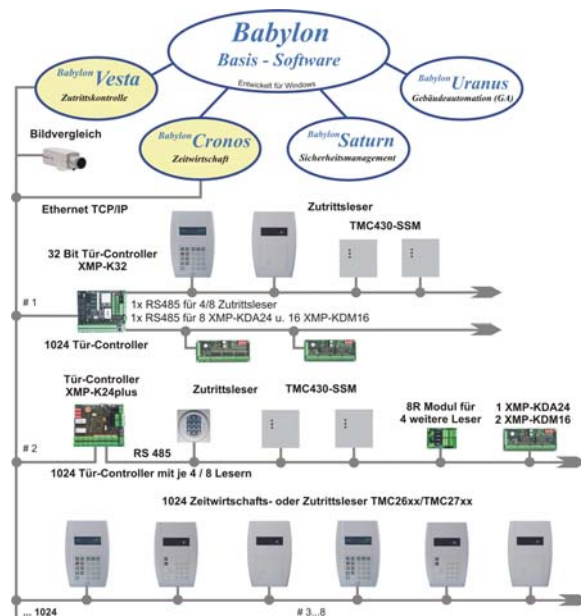 Babylon
Basis - Software
Entwickelt für Windows
Babylon Vesta
Zutrittskontrolle
Babylon Uranus
Gebäudeautomation (GA)
Bildvergleich
Babylon Cronos
Zeitwirtschaft
Babylon Saturn
Sicherheitsmanagement
Ethernet TCP/IP
Zutrittsleser
32 Bit Tür-Controller
XMP-K32
TMC430-SSM
# 1
1x RS485 für 4/8 Zutrittsleser
1x RS485 für 8 XMP-KDA24 u. 16 XMP-KDM16
1024 Tür-Controller
Tür-Controller
XMP-K24plus
Zutrittsleser
TMC430-SSM
8R Modul für
4 weitere Leser
1 XMP-KDA24
2 XMP-KDM16
# 2
RS 485
1024 Tür-Controller mit je 4 / 8 Lesern
1024 Zeitwirtschafts- oder Zutrittsleser TMC26xx/TMC27xx
... 1024
# 3...8